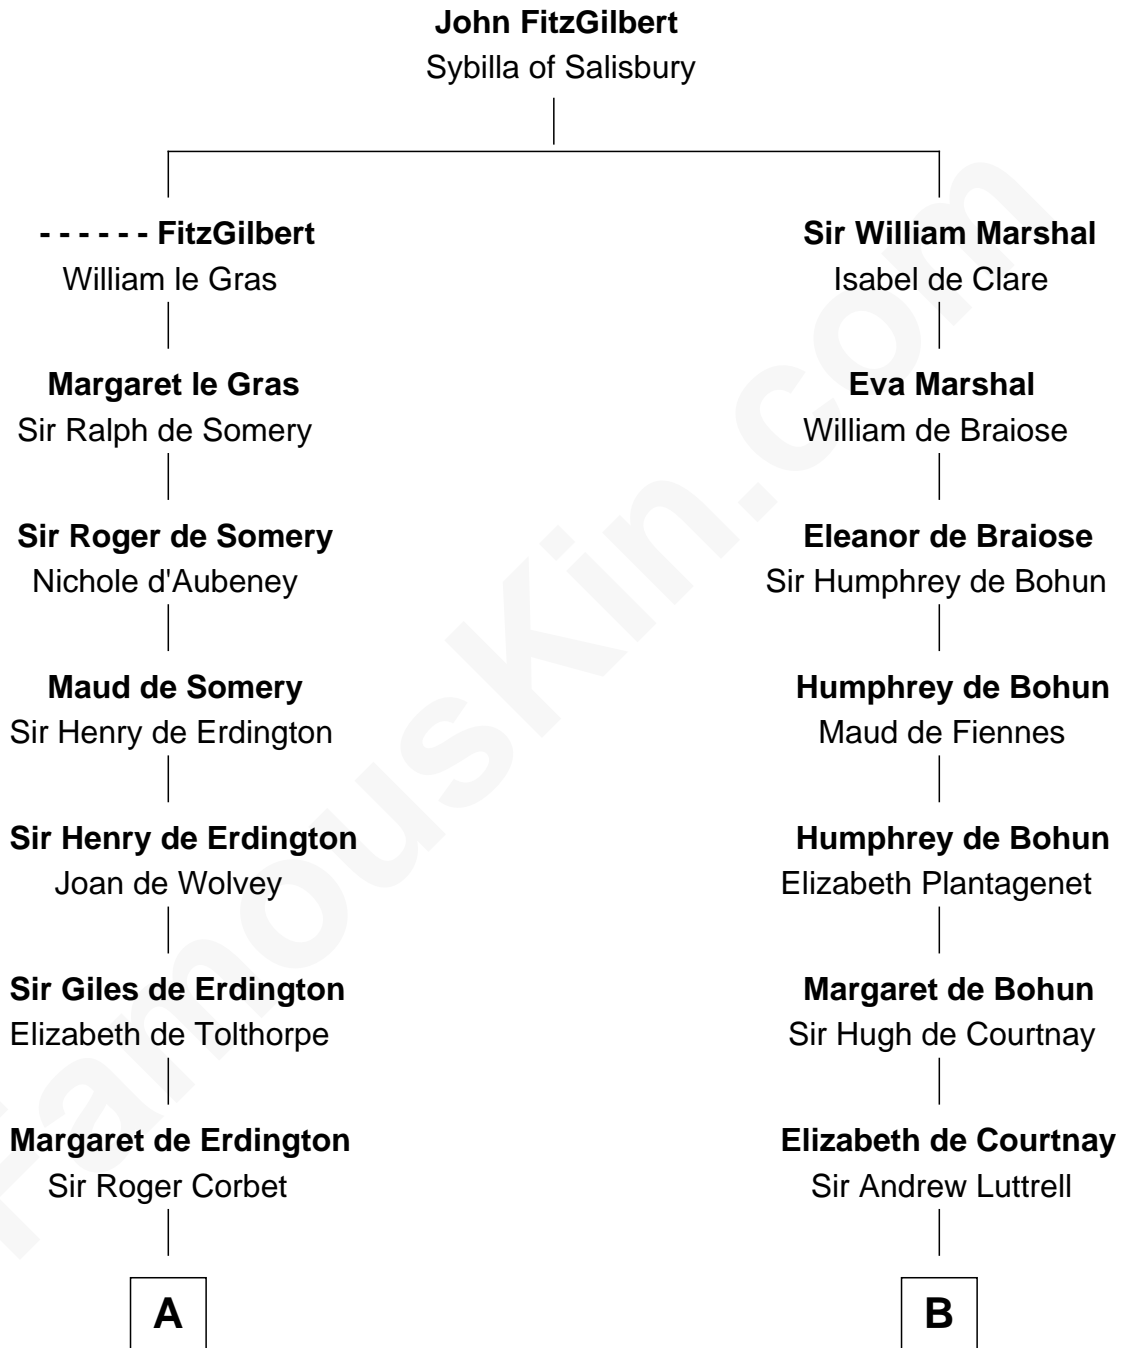 John FitzGilbert
Sybilla of Salisbury
- - - - - - FitzGilbert
William le Gras
Sir William Marshal
Isabel de Clare
Margaret le Gras
Sir Ralph de Somery
Eva Marshal
William de Braiose
Sir Roger de Somery
Nichole d'Aubeney
Eleanor de Braiose
Sir Humphrey de Bohun
Maud de Somery
Sir Henry de Erdington
Humphrey de Bohun
Maud de Fiennes
Sir Henry de Erdington
Joan de Wolvey
Humphrey de Bohun
Elizabeth Plantagenet
Sir Giles de Erdington
Elizabeth de Tolthorpe
Margaret de Bohun
Sir Hugh de Courtnay
Margaret de Erdington
Sir Roger Corbet
Elizabeth de Courtnay
Sir Andrew Luttrell
A
B
FamousKin.com